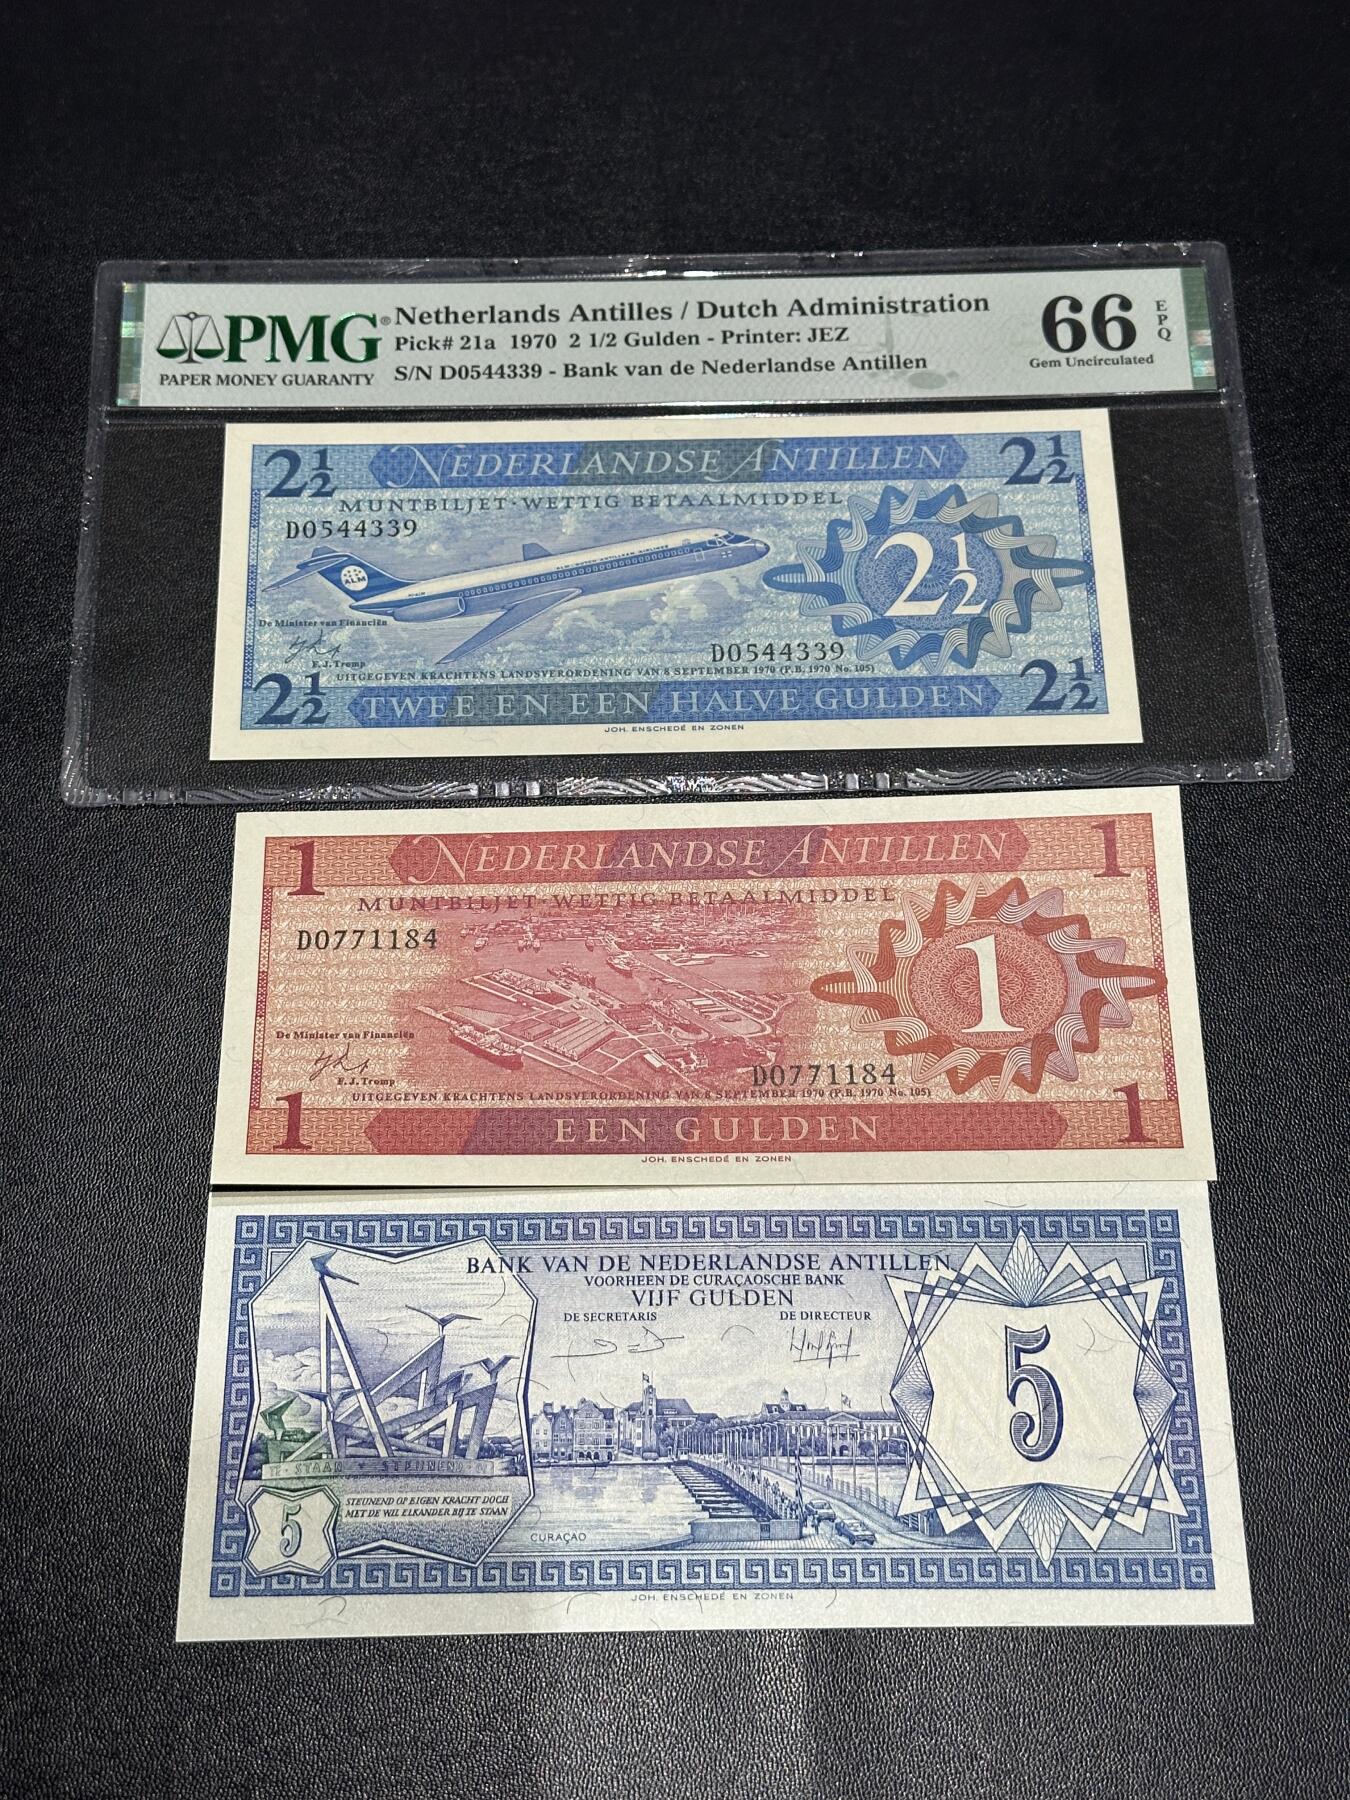 PMG®
PAPER MONEY GUARANTY
Netherlands Antilles / Dutch Administration
Pick# 21a 1970 2 1/2 Gulden - Printer: JEZ
S/N D0544339 - Bank van de Nederlandse Antillen
66
EPQ
Gem Uncirculated
2½ NEDERLANDSE ANTILLEN 2½
MUNTBILJET · WETTIG BETAALMIDDEL
D0544339
ALM
2½
De Minister van Financiën
D0544339
E. J. Tromp
UITGEGEVEN KRACHTENS LANDSVERORDENING VAN 8 SEPTEMBER 1970 (P.B. 1970 No. 105)
2½ TWEE EN EEN HALVE GULDEN 2½
JOH. ENSCHEDÉ EN ZONEN
1 NEDERLANDSE ANTILLEN 1
MUNTBILJET · WETTIG BETAALMIDDEL
D0771184
1
De Minister van Financiën
D0771184
E. J. Tromp
UITGEGEVEN KRACHTENS LANDSVERORDENING VAN 8 SEPTEMBER 1970 (P.B. 1970 No. 105)
1 EEN GULDEN 1
JOH. ENSCHEDÉ EN ZONEN
BANK VAN DE NEDERLANDSE ANTILLEN
VOORHEEN DE CURAÇAOSCHE BANK
VIJF GULDEN
DE SECRETARIS DE DIRECTEUR
5
STAAN STEUNEND
STEUNEND OP EIGEN KRACHT DOCH
MET DE WIL ELKANDER BIJ TE STAAN
5
CURAÇAO
JOH. ENSCHEDÉ EN ZONEN